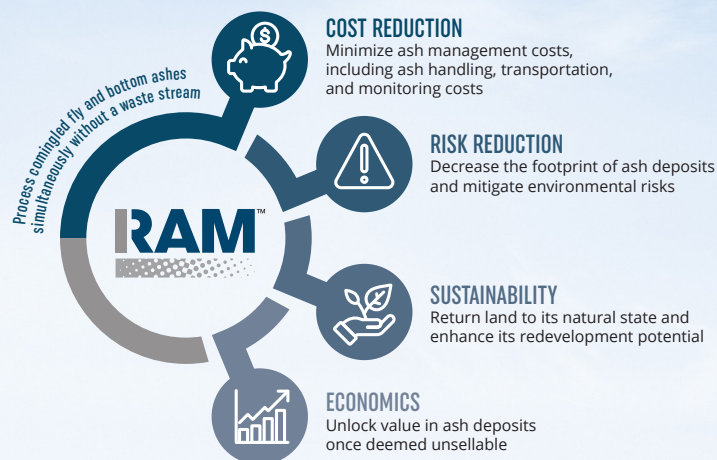 Process comingled fly and bottom ashes
simultaneously without a waste stream
RAM™
COST REDUCTION
Minimize ash management costs,
including ash handling, transportation,
and monitoring costs
RISK REDUCTION
Decrease the footprint of ash deposits
and mitigate environmental risks
SUSTAINABILITY
Return land to its natural state and
enhance its redevelopment potential
ECONOMICS
Unlock value in ash deposits
once deemed unsellable